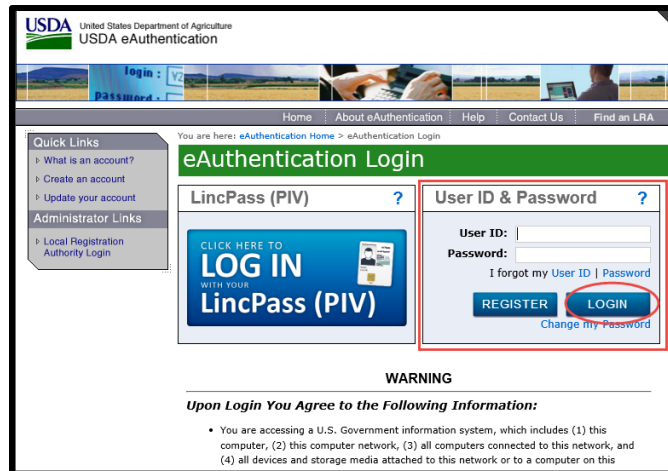 USDA
United States Department of Agriculture
USDA eAuthentication
login :
password :
Home
About eAuthentication
Help
Contact Us
Find an LRA
Quick Links
What is an account?
Create an account
Update your account
Administrator Links
Local Registration
Authority Login
You are here: eAuthentication Home > eAuthentication Login
eAuthentication Login
LincPass (PIV) ?
CLICK HERE TO
LOG IN
WITH YOUR
LincPass (PIV)
User ID & Password ?
User ID:
Password:
I forgot my User ID | Password
REGISTER
LOGIN
Change my Password
WARNING
Upon Login You Agree to the Following Information:
• You are accessing a U.S. Government information system, which includes (1) this
computer, (2) this computer network, (3) all computers connected to this network, and
(4) all devices and storage media attached to this network or to a computer on this